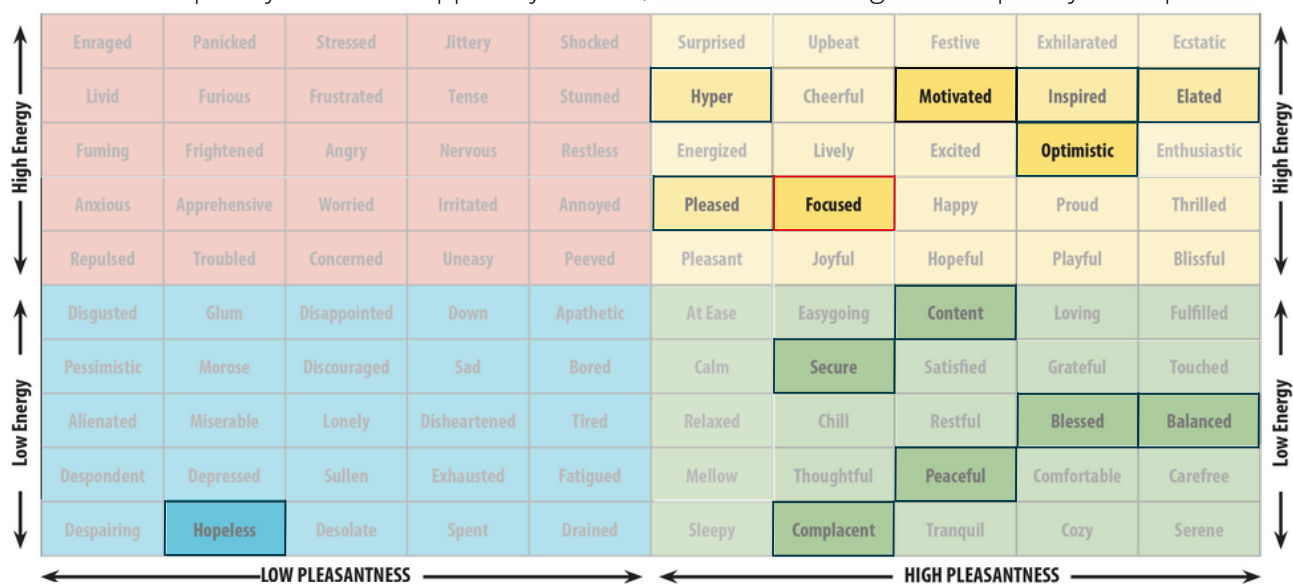 Enraged Panicked Stressed Jittery Shocked Surprised Upbeat Festive Exhilarated Ecstatic
Livid Furious Frustrated Tense Stunned Hyper Cheerful Motivated Inspired Elated
Fuming Frightened Angry Nervous Restless Energized Lively Excited Optimistic Enthusiastic
Anxious Apprehensive Worried Irritated Annoyed Pleased Focused Happy Proud Thrilled
Repulsed Troubled Concerned Uneasy Peeved Pleasant Joyful Hopeful Playful Blissful
Disgusted Glum Disappointed Down Apathetic At Ease Easygoing Content Loving Fulfilled
Pessimistic Morose Discouraged Sad Bored Calm Secure Satisfied Grateful Touched
Alienated Miserable Lonely Disheartened Tired Relaxed Chill Restful Blessed Balanced
Despondent Depressed Sullen Exhausted Fatigued Mellow Thoughtful Peaceful Comfortable Carefree
Despairing Hopeless Desolate Spent Drained Sleepy Complacent Tranquil Cozy Serene
High Energy
Low Energy
High Energy
Low Energy
LOW PLEASANTNESS HIGH PLEASANTNESS